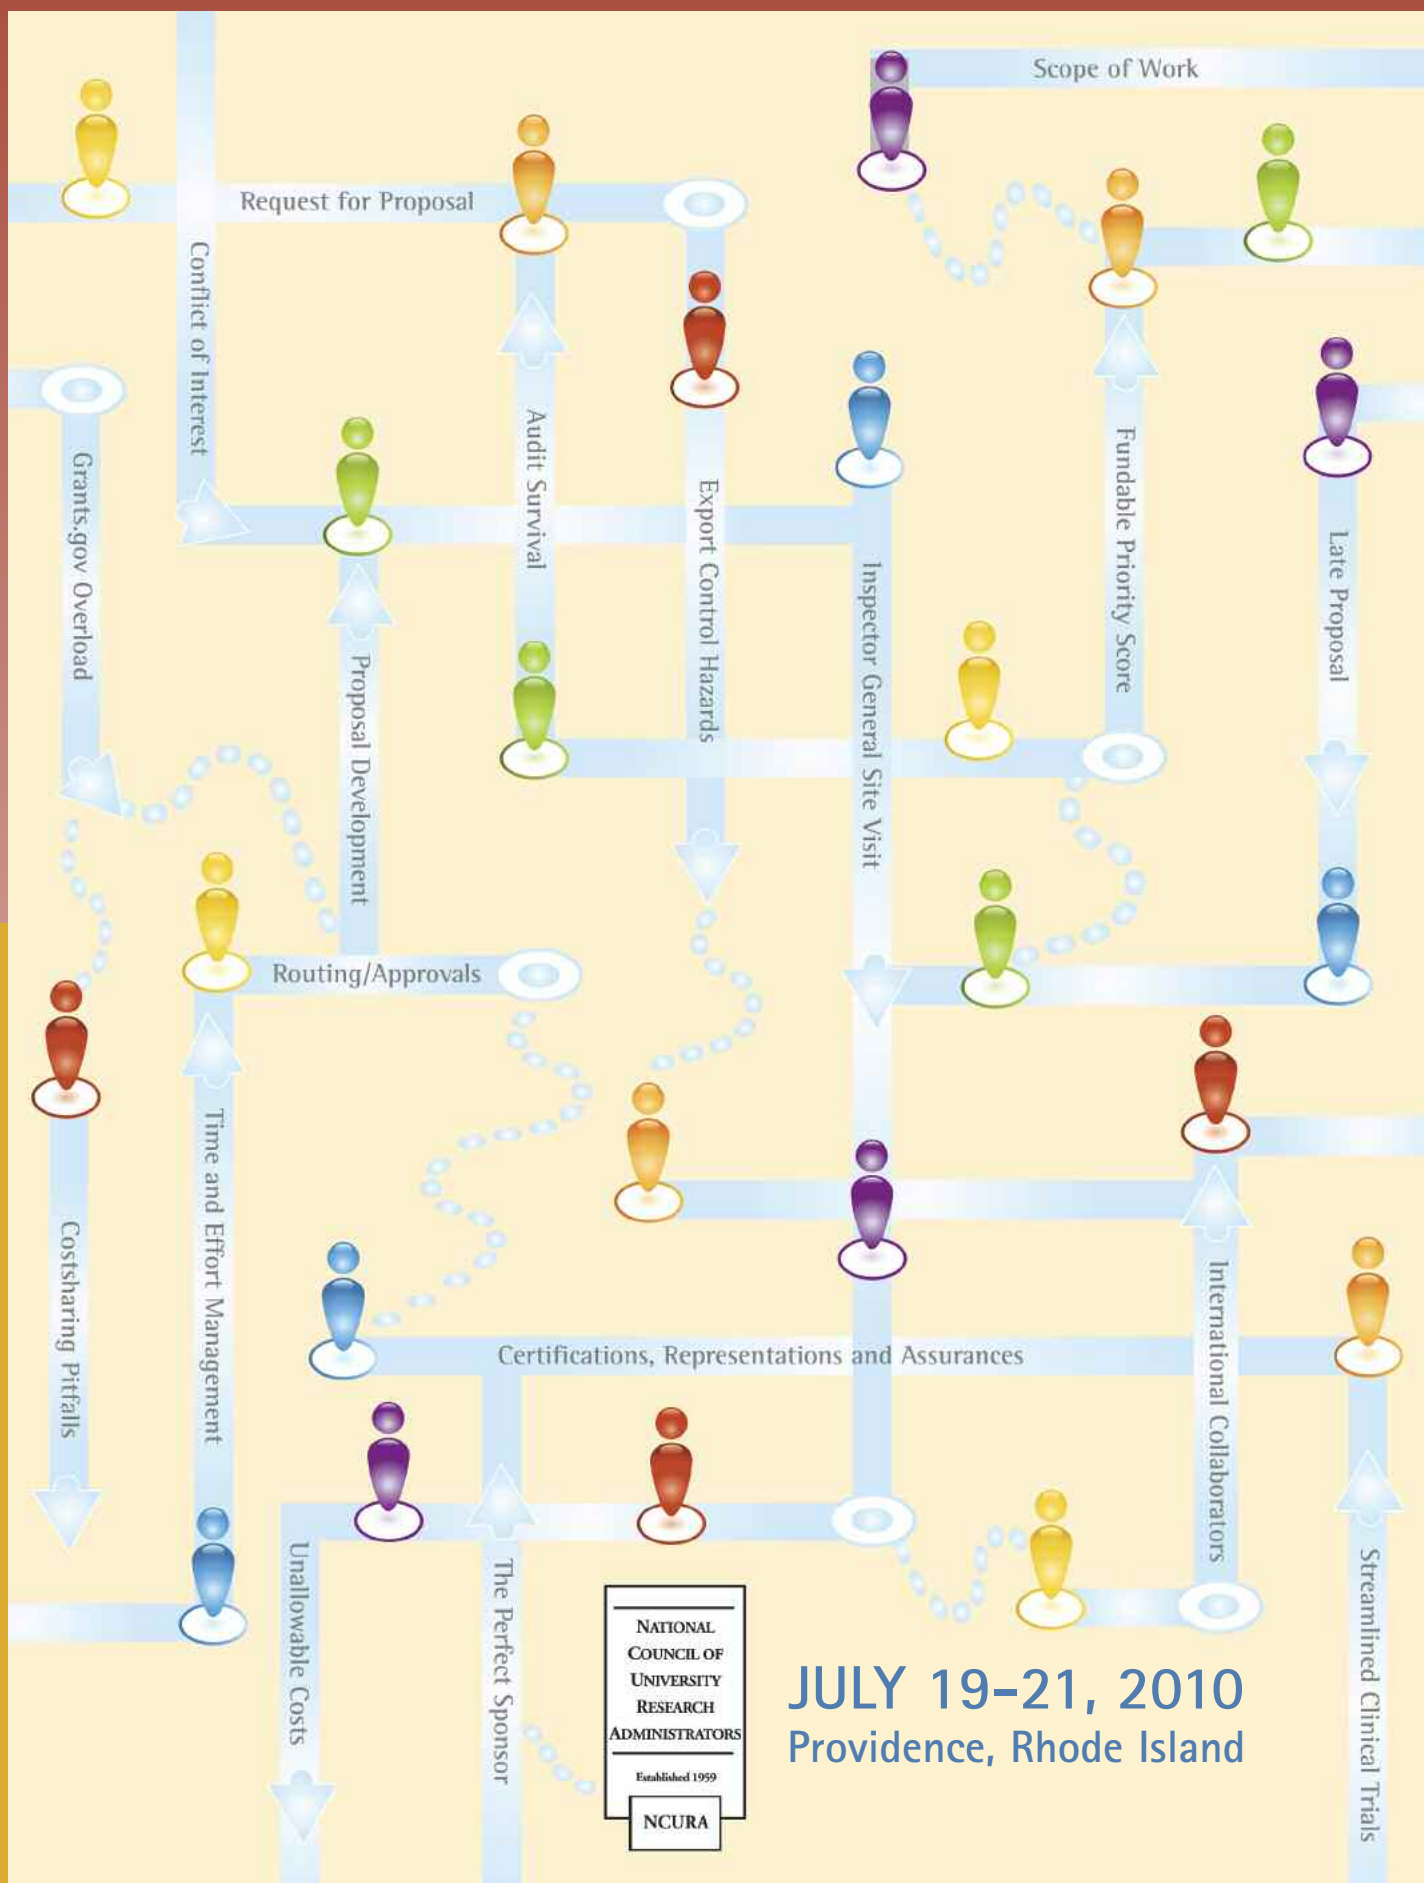 Scope of Work
Request for Proposal
Conflict of Interest
Grants.gov Overload
Audit Survival
Export Control Hazards
Fundable Priority Score
Late Proposal
Inspector General Site Visit
Proposal Development
Routing/Approvals
Time and Effort Management
Costsharing Pitfalls
International Collaborators
Certifications, Representations and Assurances
Unallowable Costs
The Perfect Sponsor
Streamlined Clinical Trials
NATIONAL
COUNCIL OF
UNIVERSITY
RESEARCH
ADMINISTRATORS
Established 1959
NCURA
JULY 19-21, 2010
Providence, Rhode Island